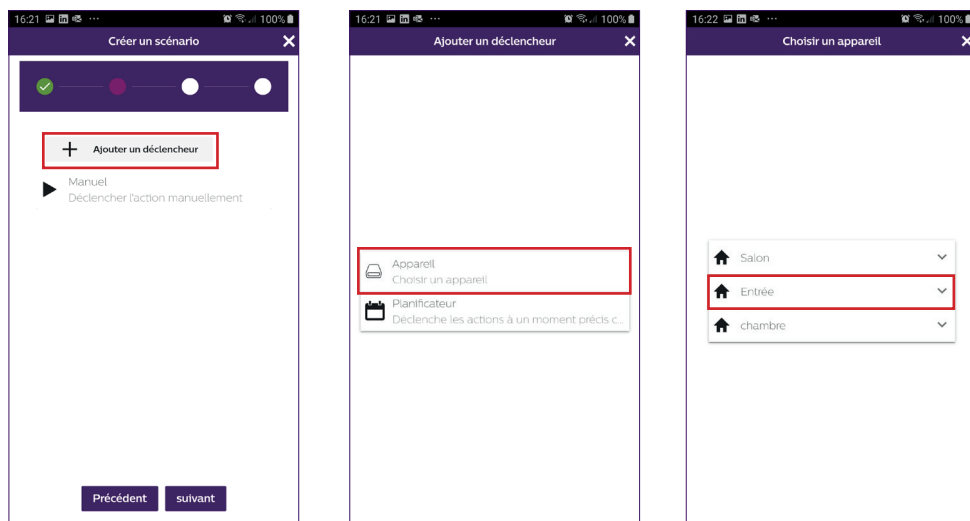 16:21 ... 100%
Créer un scénario
Ajouter un déclencheur
Manuel
Déclencher l'action manuellement
Précédent
suivant
16:21 ... 100%
Ajouter un déclencheur
Appareil
Choisir un appareil
Planificateur
Déclenche les actions à un moment précis c...
16:22 ... 100%
Choisir un appareil
Salon
Entrée
chambre